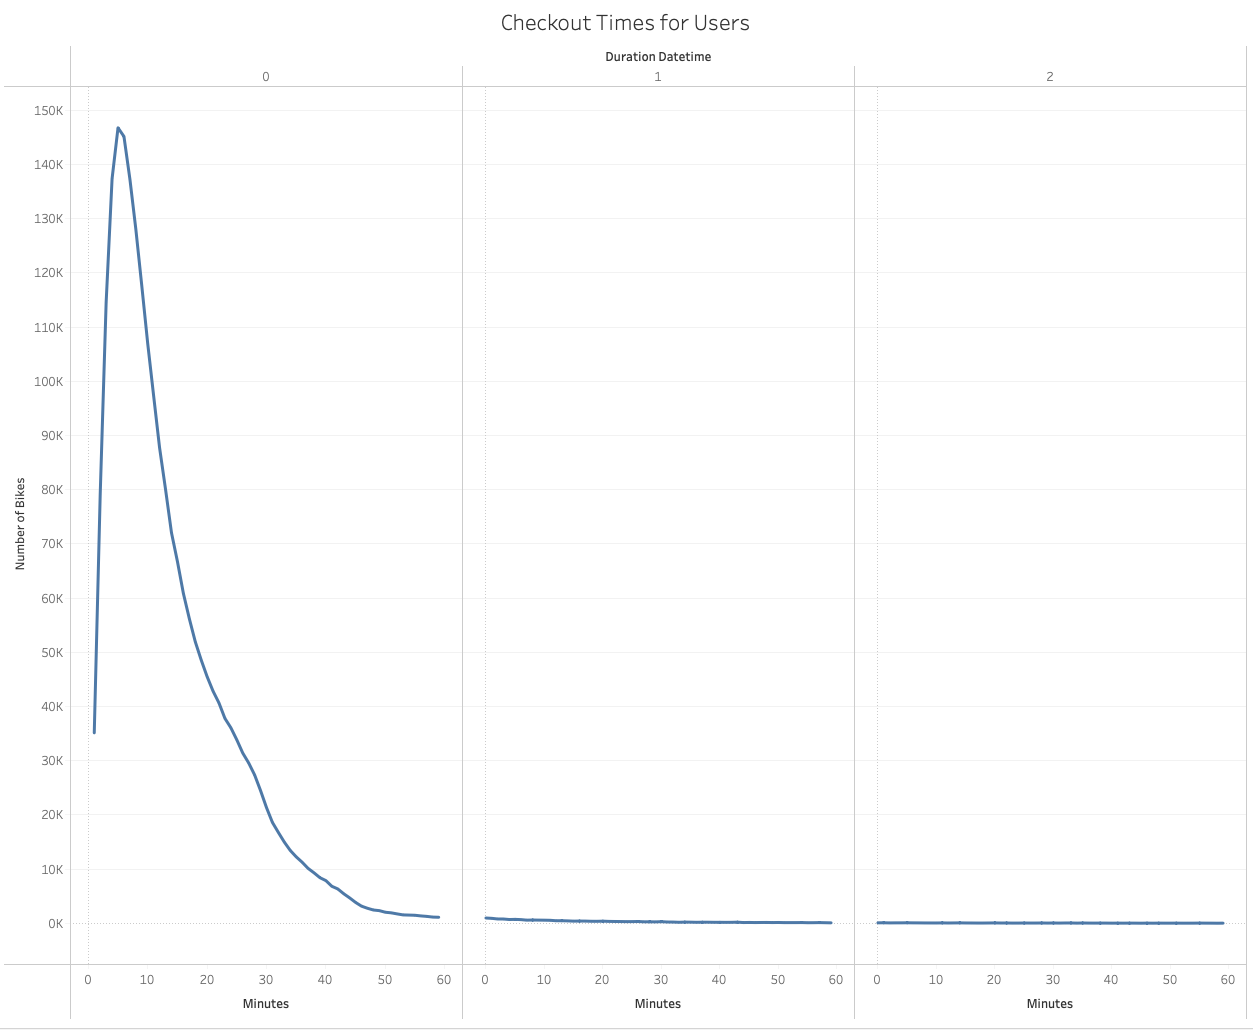 Checkout Times for Users
Duration Datetime
0 1 2
150K
140K
130K
120K
110K
100K
90K
80K
70K
60K
50K
40K
30K
20K
10K
0K
Number of Bikes
0 10 20 30 40 50 60 0 10 20 30 40 50 60 0 10 20 30 40 50 60
Minutes Minutes Minutes